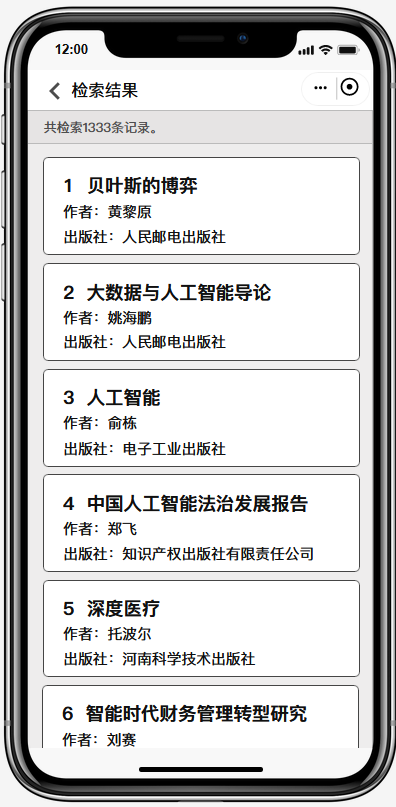 12:00
检索结果
共检索1333条记录。
1 贝叶斯的博弈
作者：黄黎原
出版社：人民邮电出版社
2 大数据与人工智能导论
作者：姚海鹏
出版社：人民邮电出版社
3 人工智能
作者：俞栋
出版社：电子工业出版社
4 中国人工智能法治发展报告
作者：郑飞
出版社：知识产权出版社有限责任公司
5 深度医疗
作者：托波尔
出版社：河南科学技术出版社
6 智能时代财务管理转型研究
作者：刘赛